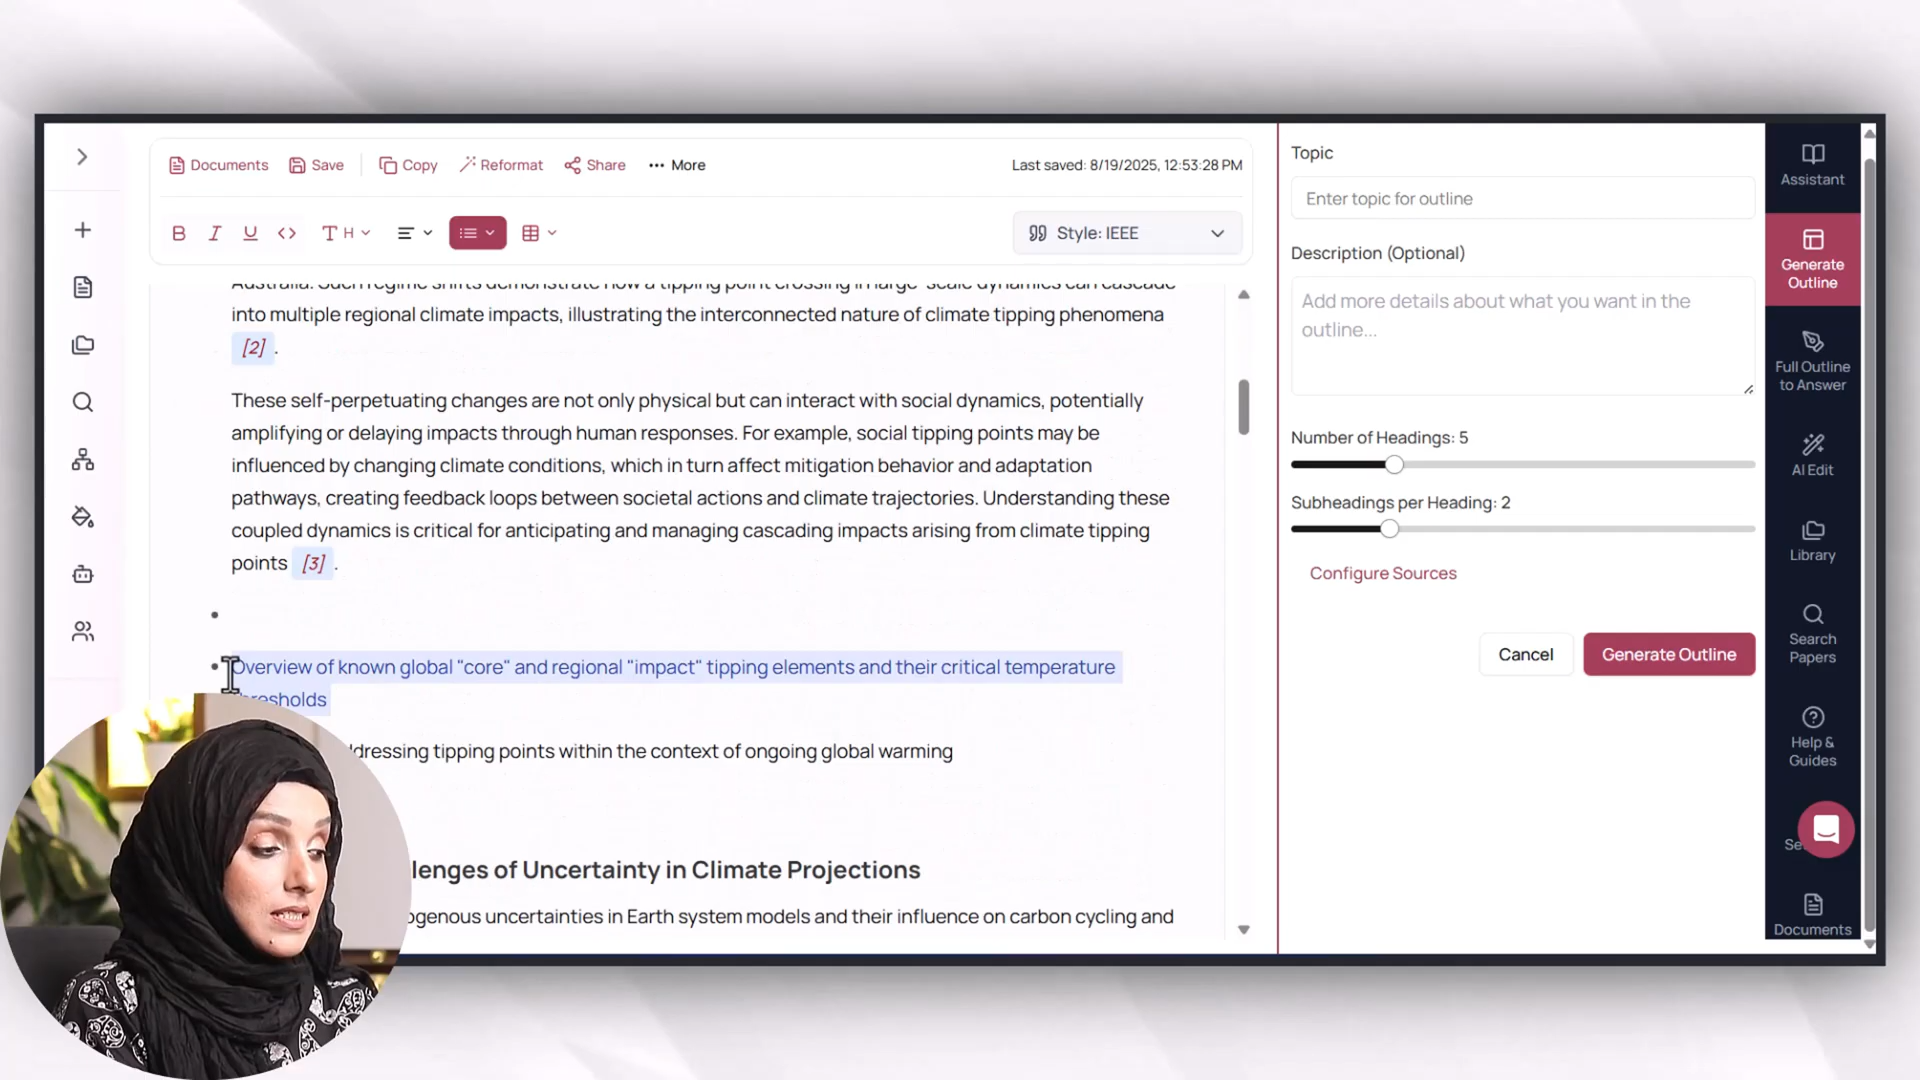 Documents Save Copy Reformat Share ••• More Last saved: 8/19/2025, 12:53:28 PM
B I U <> T H Style: IEEE
into multiple regional climate impacts, illustrating the interconnected nature of climate tipping phenomena
[2] .
These self-perpetuating changes are not only physical but can interact with social dynamics, potentially
amplifying or delaying impacts through human responses. For example, social tipping points may be
influenced by changing climate conditions, which in turn affect mitigation behavior and adaptation
pathways, creating feedback loops between societal actions and climate trajectories. Understanding these
coupled dynamics is critical for anticipating and managing cascading impacts arising from climate tipping
points [3] .
•
• Overview of known global "core" and regional "impact" tipping elements and their critical temperature
resholds
dressing tipping points within the context of ongoing global warming
lenges of Uncertainty in Climate Projections
ogenous uncertainties in Earth system models and their influence on carbon cycling and
Topic
Enter topic for outline
Description (Optional)
Add more details about what you want in the
outline...
Number of Headings: 5
Subheadings per Heading: 2
Configure Sources
Cancel Generate Outline
Assistant
Generate
Outline
Full Outline
to Answer
AI Edit
Library
Search
Papers
Help &
Guides
Se
Documents